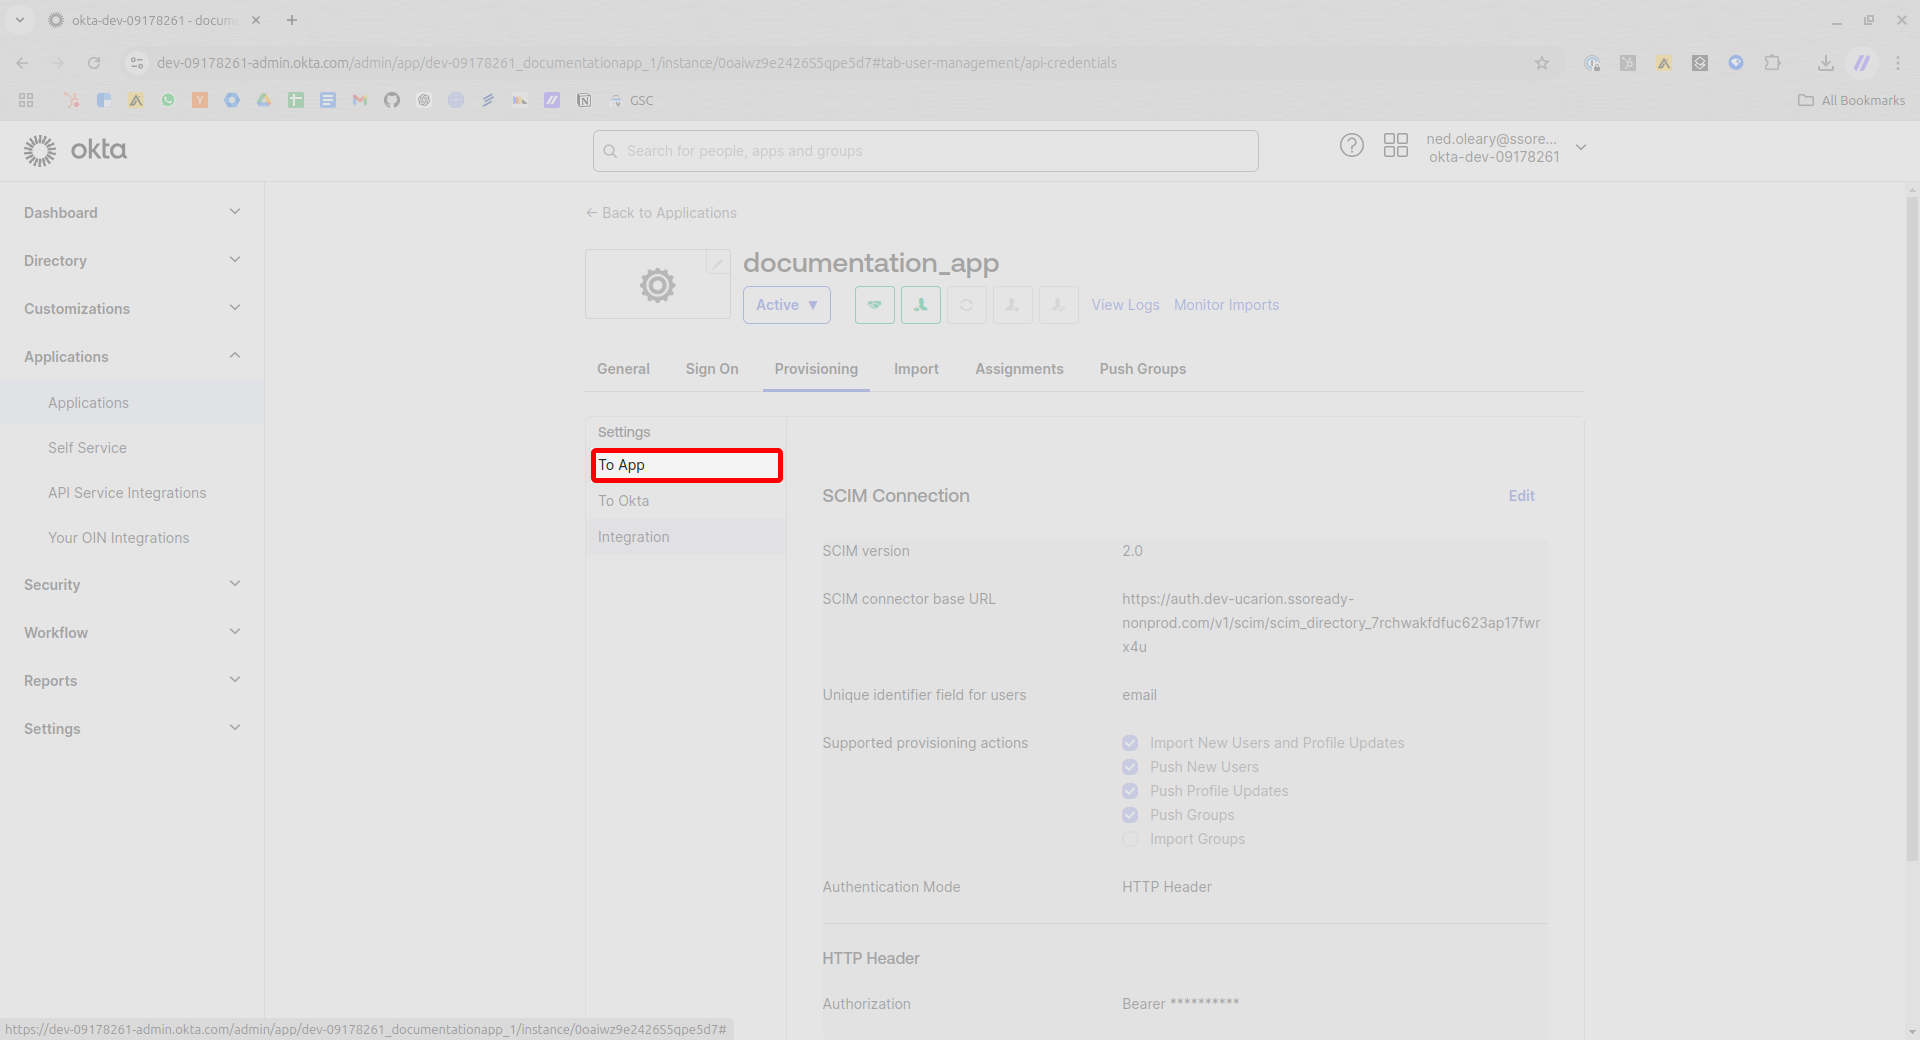 okta-dev-09178261 - docum
dev-09178261-admin.okta.com/admin/app/dev-09178261_documentationapp_1/instance/0oaiwz9e2426S5qpe5d7#tab-user-management/api-credentials
GSC
All Bookmarks
okta
Search for people, apps and groups
ned.oleary@ssore...
okta-dev-09178261
Dashboard
Directory
Customizations
Applications
Applications
Self Service
API Service Integrations
Your OIN Integrations
Security
Workflow
Reports
Settings
← Back to Applications
documentation_app
Active ▼
View Logs
Monitor Imports
General
Sign On
Provisioning
Import
Assignments
Push Groups
Settings
To App
To Okta
Integration
SCIM Connection
Edit
SCIM version
2.0
SCIM connector base URL
https://auth.dev-ucarion.ssoready-
nonprod.com/v1/scim/scim_directory_7rchwakfdfuc623ap17fwr
x4u
Unique identifier field for users
email
Supported provisioning actions
Import New Users and Profile Updates
Push New Users
Push Profile Updates
Push Groups
Import Groups
Authentication Mode
HTTP Header
HTTP Header
Authorization
Bearer **********
https://dev-09178261-admin.okta.com/admin/app/dev-09178261_documentationapp_1/instance/0oaiwz9e2426S5qpe5d7#